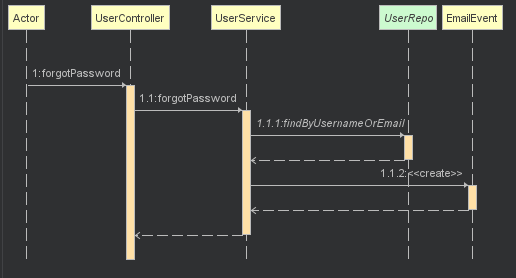 Actor
UserController
UserService
UserRepo
EmailEvent
1:forgotPassword
1.1:forgotPassword
1.1.1:findByUsernameOrEmail
1.1.2:<<create>>